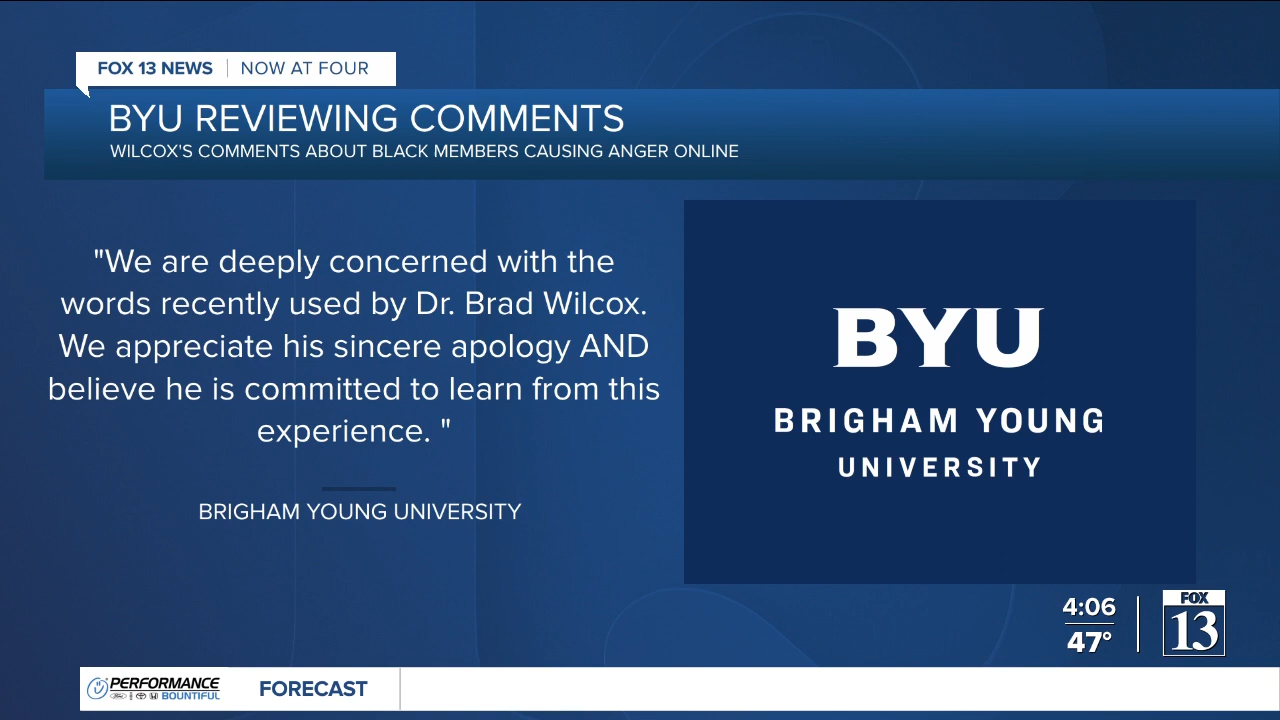 FOX 13 NEWS | NOW AT FOUR
BYU REVIEWING COMMENTS
WILCOX'S COMMENTS ABOUT BLACK MEMBERS CAUSING ANGER ONLINE
"We are deeply concerned with the
words recently used by Dr. Brad Wilcox.
We appreciate his sincere apology AND
believe he is committed to learn from this
experience. "
BRIGHAM YOUNG UNIVERSITY
BYU
BRIGHAM YOUNG
UNIVERSITY
4:06
47°
FOX
13
PERFORMANCE
BOUNTIFUL
FORECAST